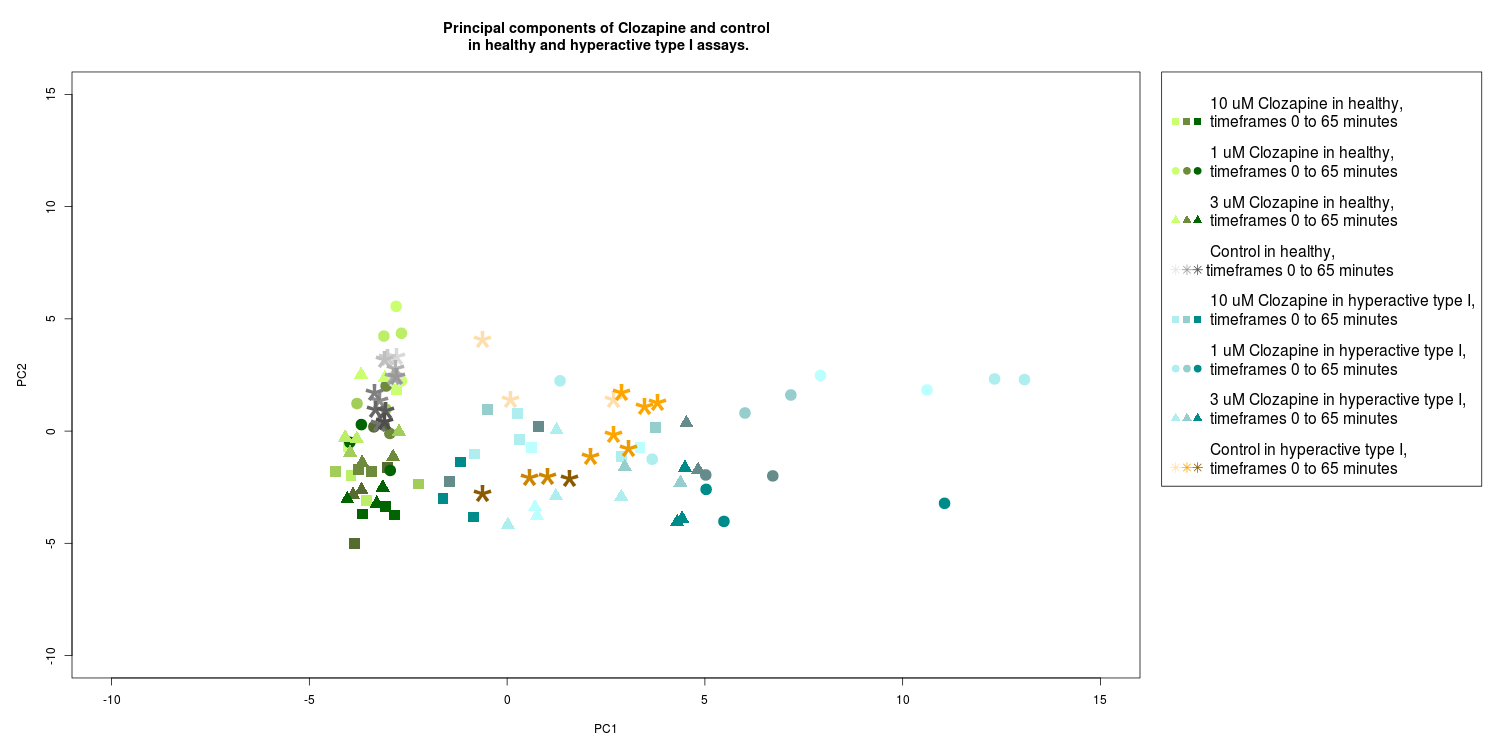 Principal components of Clozapine and control
in healthy and hyperactive type I assays.
15
10
5
0
-5
-10
PC2
-10
-5
0
5
10
15
PC1
10 uM Clozapine in healthy,
timeframes 0 to 65 minutes
1 uM Clozapine in healthy,
timeframes 0 to 65 minutes
3 uM Clozapine in healthy,
timeframes 0 to 65 minutes
Control in healthy,
timeframes 0 to 65 minutes
10 uM Clozapine in hyperactive type I,
timeframes 0 to 65 minutes
1 uM Clozapine in hyperactive type I,
timeframes 0 to 65 minutes
3 uM Clozapine in hyperactive type I,
timeframes 0 to 65 minutes
Control in hyperactive type I,
timeframes 0 to 65 minutes